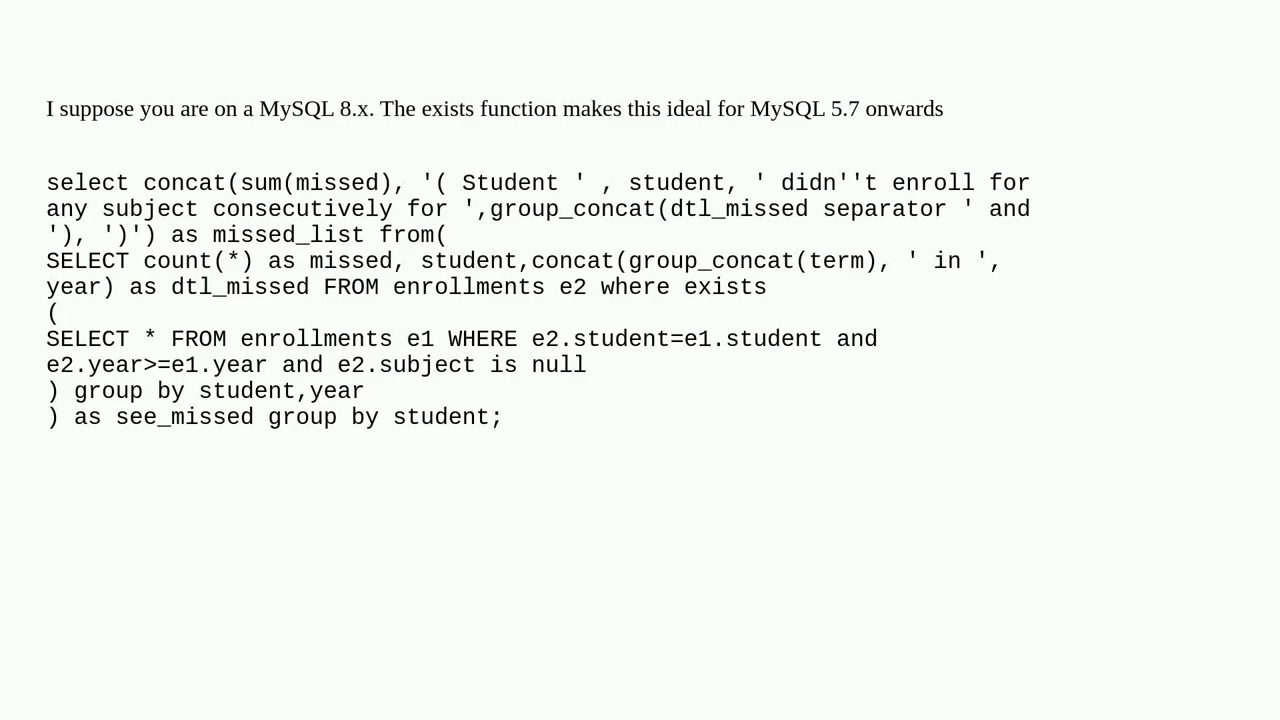 I suppose you are on a MySQL 8.x. The exists function makes this ideal for MySQL 5.7 onwards
select concat(sum(missed), '( Student ' , student, ' didn''t enroll for
any subject consecutively for ',group_concat(dtl_missed separator ' and
'), ')') as missed_list from(
SELECT count(*) as missed, student,concat(group_concat(term), ' in ',
year) as dtl_missed FROM enrollments e2 where exists
(
SELECT * FROM enrollments e1 WHERE e2.student=e1.student and
e2.year>=e1.year and e2.subject is null
) group by student,year
) as see_missed group by student;